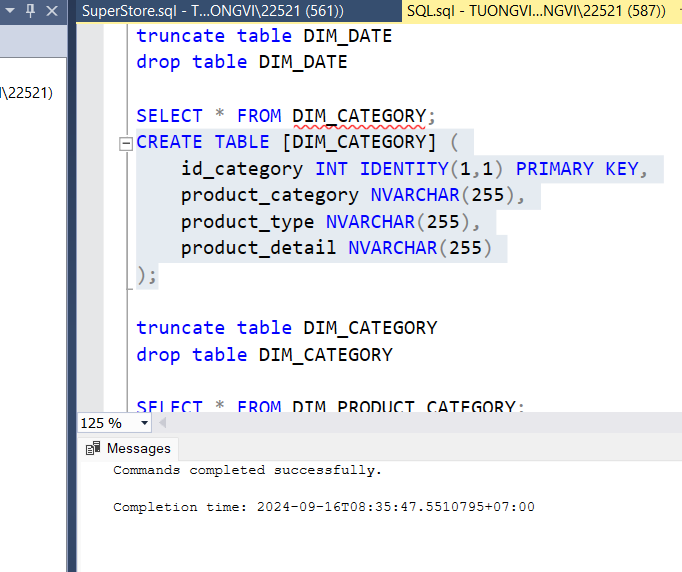 SuperStore.sql - T...ONGVI\22521 (561))
SQL.sql - TUONGVI...NGVI\22521 (587))
\22521)
truncate table DIM_DATE
drop table DIM_DATE
SELECT * FROM DIM_CATEGORY;
CREATE TABLE [DIM_CATEGORY] (
id_category INT IDENTITY(1,1) PRIMARY KEY,
product_category NVARCHAR(255),
product_type NVARCHAR(255),
product_detail NVARCHAR(255)
);
truncate table DIM_CATEGORY
drop table DIM_CATEGORY
SELECT * FROM DIM_PRODUCT_CATEGORY;
125 %
Messages
Commands completed successfully.
Completion time: 2024-09-16T08:35:47.5510795+07:00